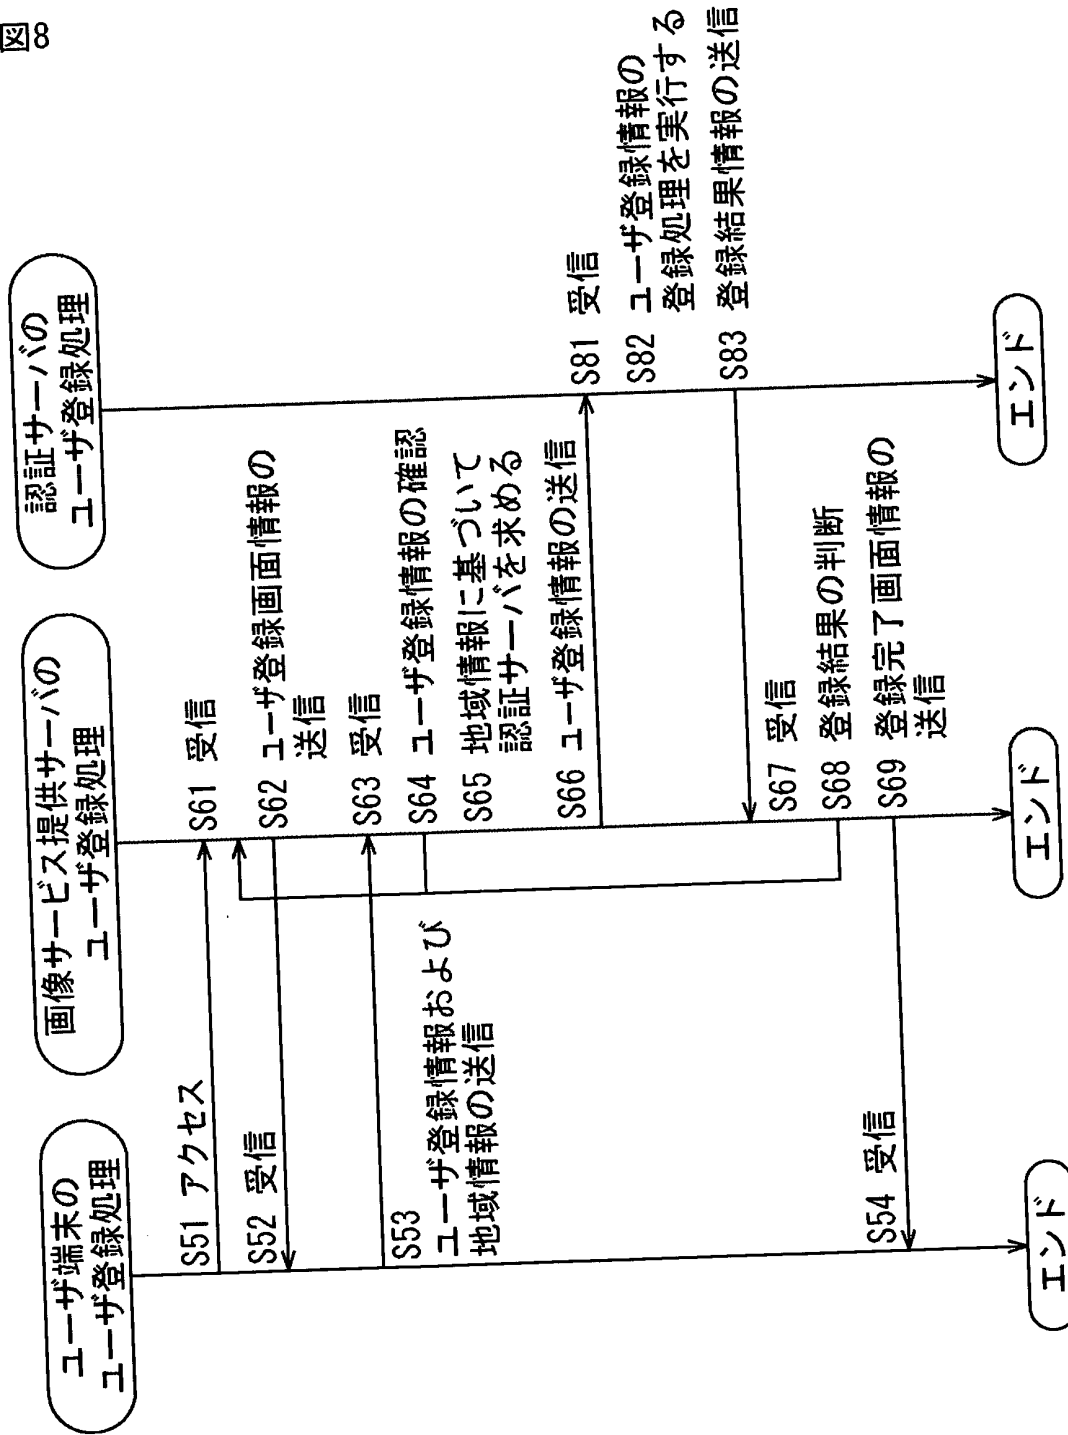 図8
ユーザ端末の
ユーザ登録処理
S51 アクセス
S52 受信
S53
ユーザ登録情報および
地域情報の送信
S54 受信
エンド
画像サービス提供サーバの
ユーザ登録処理
S61 受信
S62 ユーザ登録画面情報の
送信
S63 受信
S64 ユーザ登録情報の確認
S65 地域情報に基づいて
認証サーバを求める
S66 ユーザ登録情報の送信
S67 受信
S68 登録結果の判断
S69 登録完了画面情報の
送信
エンド
認証サーバの
ユーザ登録処理
S81 受信
S82 ユーザ登録情報の
登録処理を実行する
S83 登録結果情報の送信
エンド